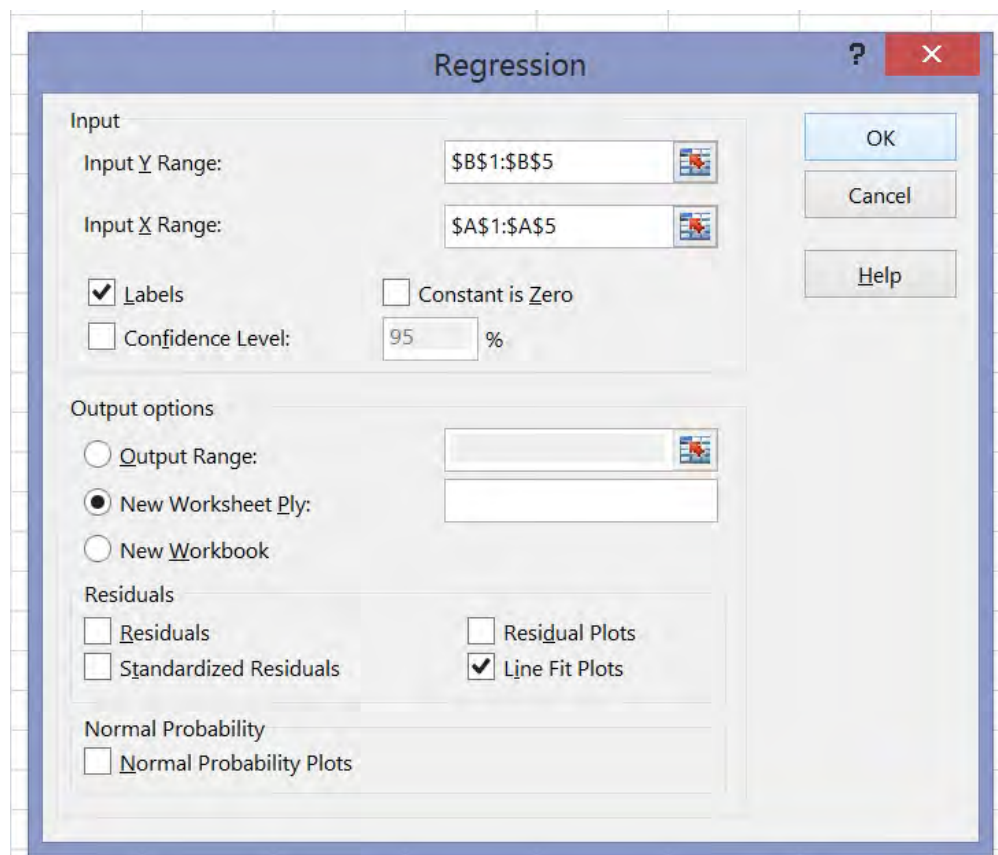 Regression
?
Input
Input Y Range: $B$1:$B$5
Input X Range: $A$1:$A$5
Labels
Constant is Zero
Confidence Level: 95 %
OK
Cancel
Help
Output options
Output Range:
New Worksheet Ply:
New Workbook
Residuals
Residuals
Residual Plots
Standardized Residuals
Line Fit Plots
Normal Probability
Normal Probability Plots